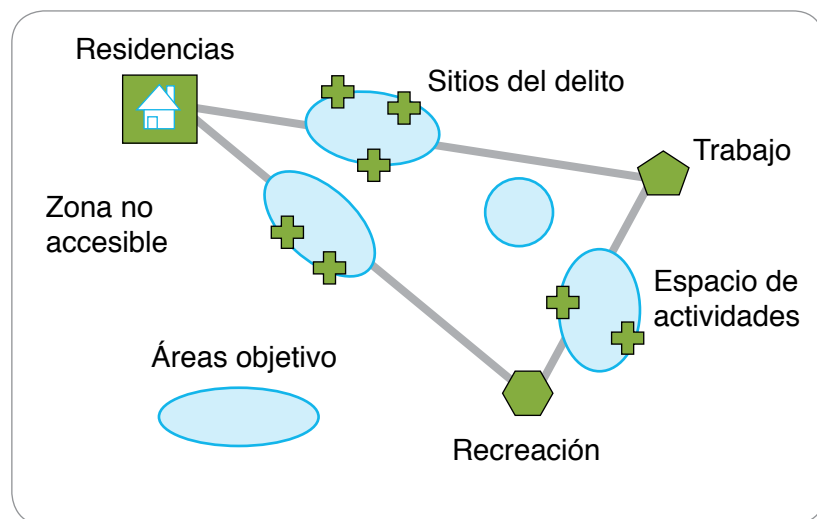 Residencias
Sitios del delito
Trabajo
Zona no
accesible
Espacio de
actividades
Áreas objetivo
Recreación